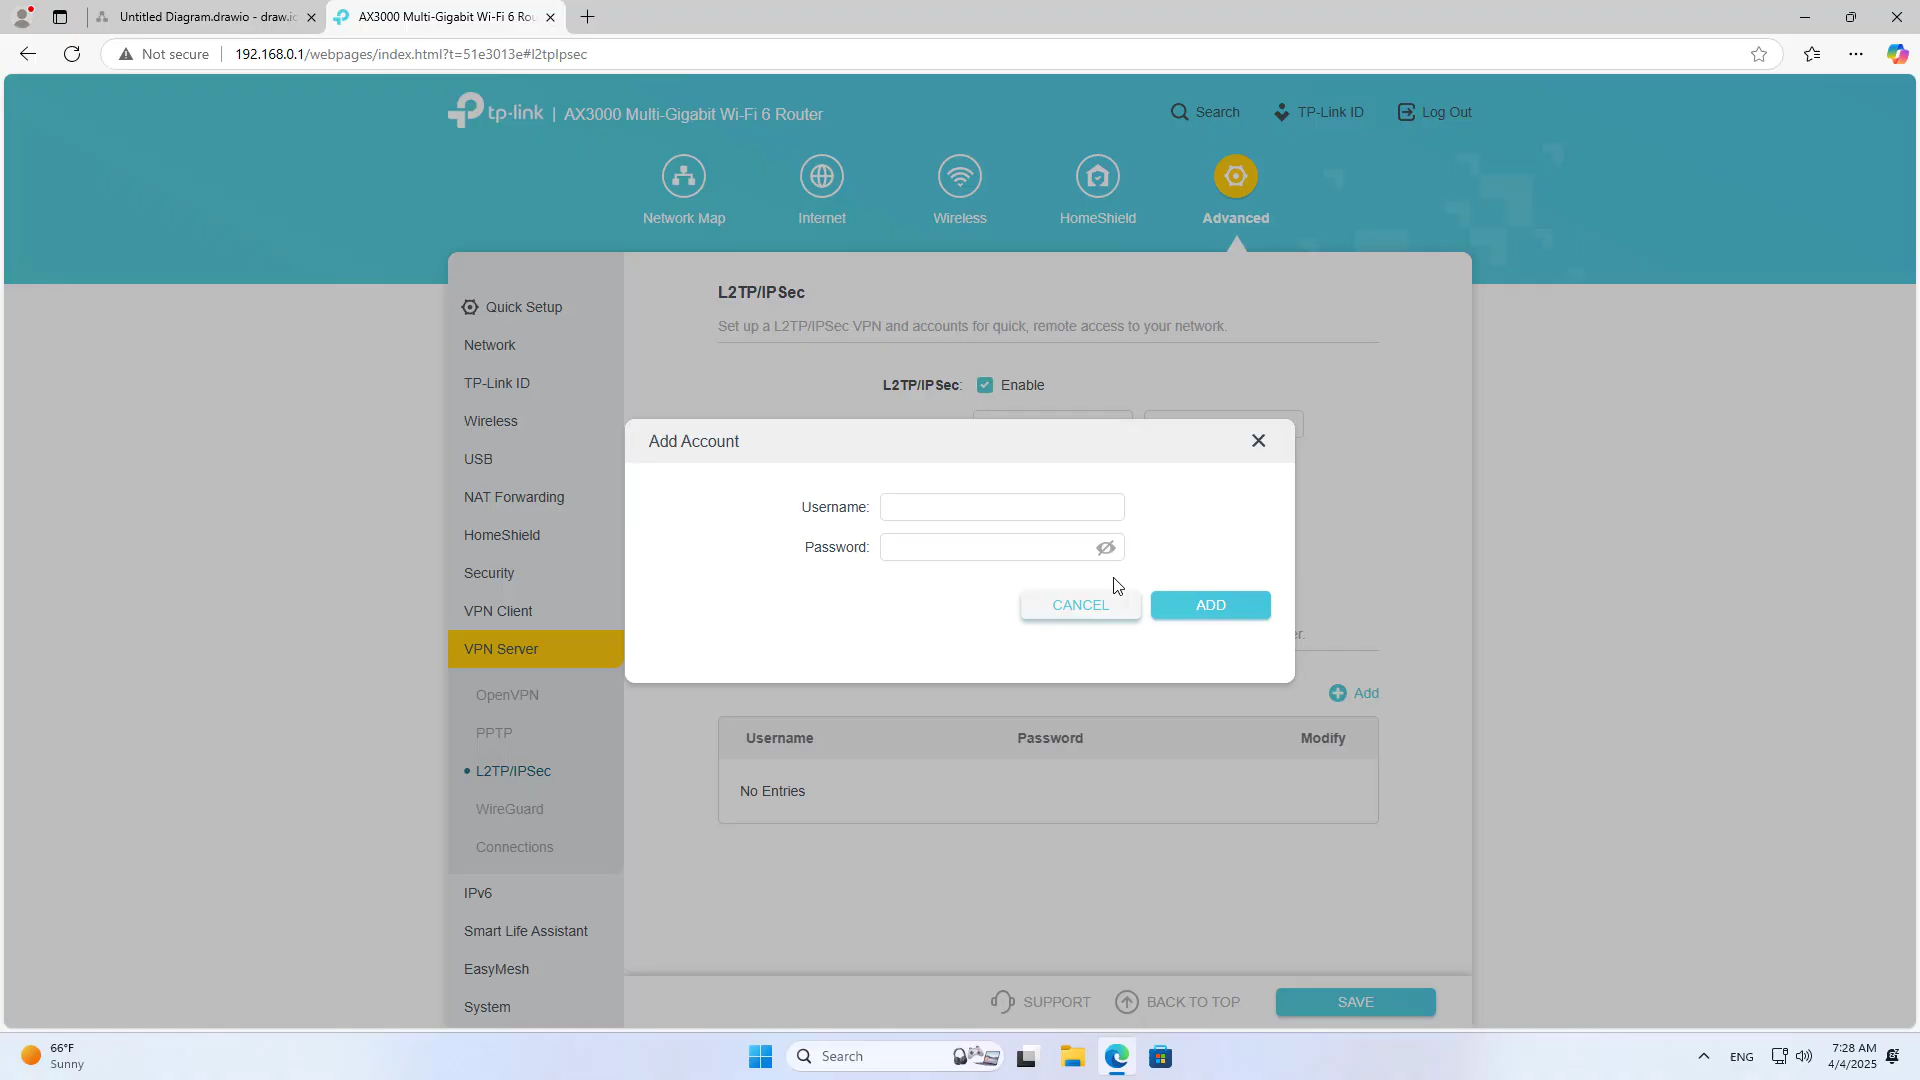 Untitled Diagram.drawio - draw.io
AX3000 Multi-Gigabit Wi-Fi 6 Rou
Not secure
192.168.0.1/webpages/index.html?t=51e3013e#l2tpIpsec
tp-link | AX3000 Multi-Gigabit Wi-Fi 6 Router
Search
TP-Link ID
Log Out
Network Map
Internet
Wireless
HomeShield
Advanced
Quick Setup
Network
TP-Link ID
Wireless
USB
NAT Forwarding
HomeShield
Security
VPN Client
VPN Server
OpenVPN
PPTP
L2TP/IPSec
WireGuard
Connections
IPv6
Smart Life Assistant
EasyMesh
System
L2TP/IPSec
Set up a L2TP/IPSec VPN and accounts for quick, remote access to your network.
L2TP/IPSec: Enable
Add Account
Username:
Password:
CANCEL
ADD
er.
Add
Username Password Modify
No Entries
SUPPORT
BACK TO TOP
SAVE
66°F
Sunny
Search
ENG
7:28 AM
4/4/2025